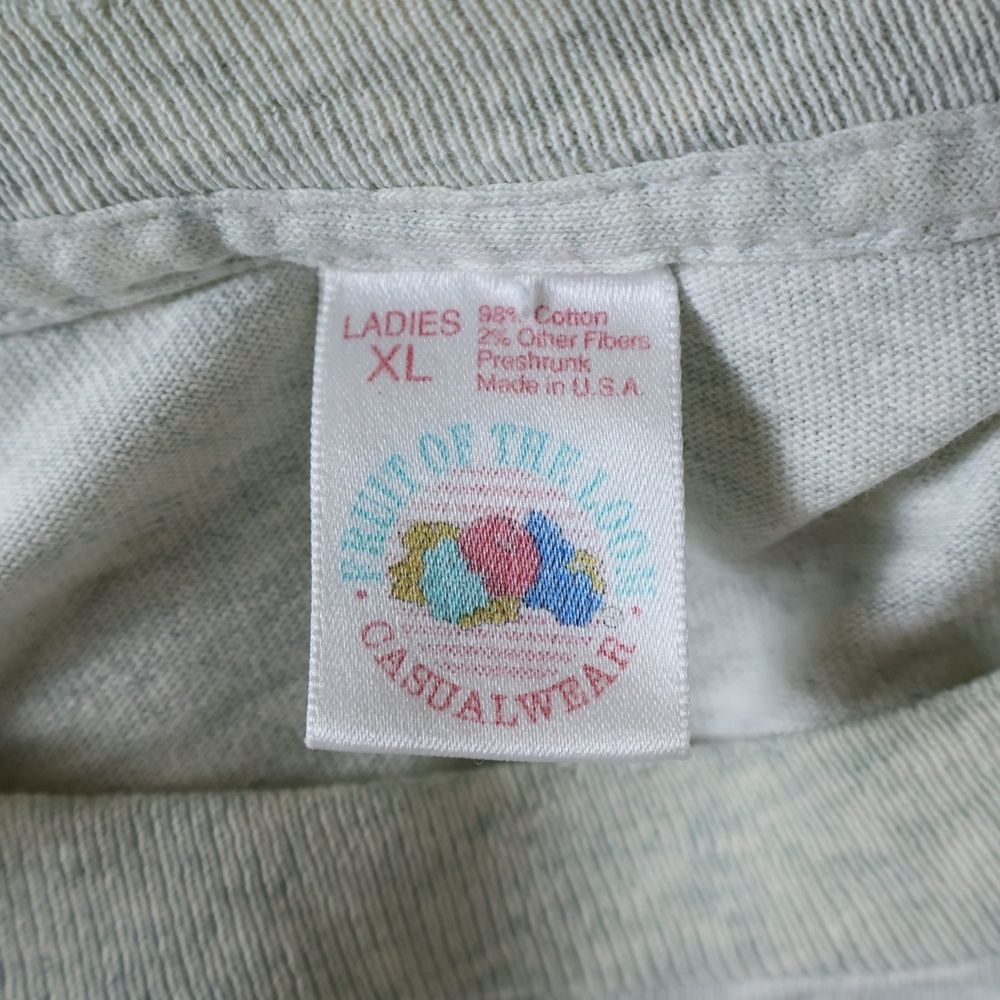 LADIES
XL
98% Cotton
2% Other Fibers
Preshrunk
Made in U.S.A.
FRUIT OF THE LOOM
CASUALWEAR